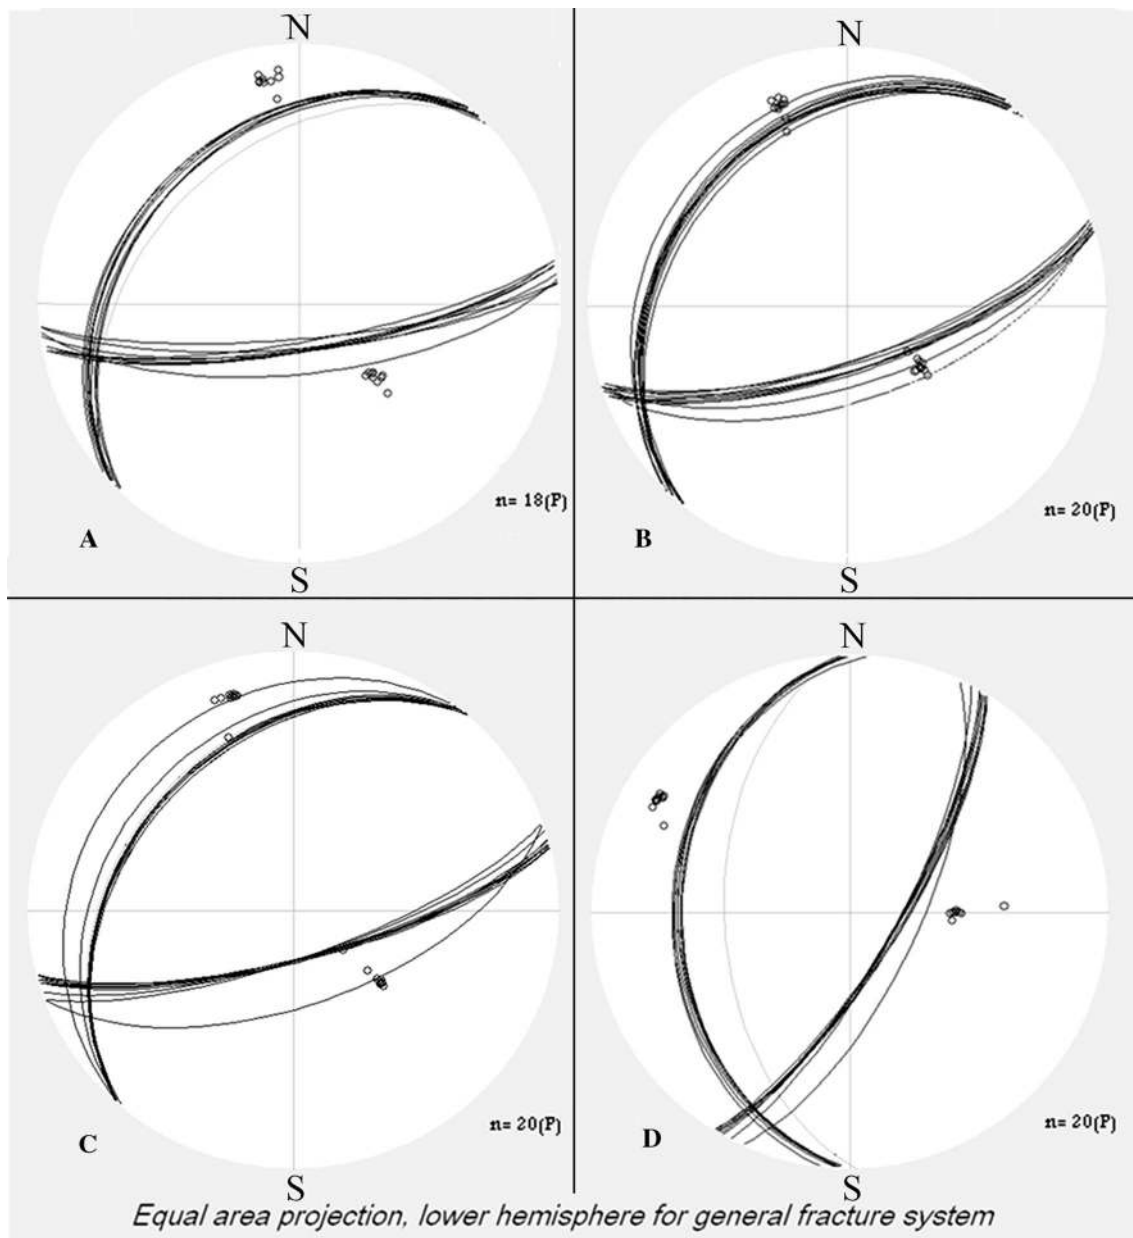 N
N
n= 18(P)
n= 20(P)
A
B
S
S
N
N
n= 20(P)
n= 20(P)
C
D
S
S
Equal area projection, lower hemisphere for general fracture system